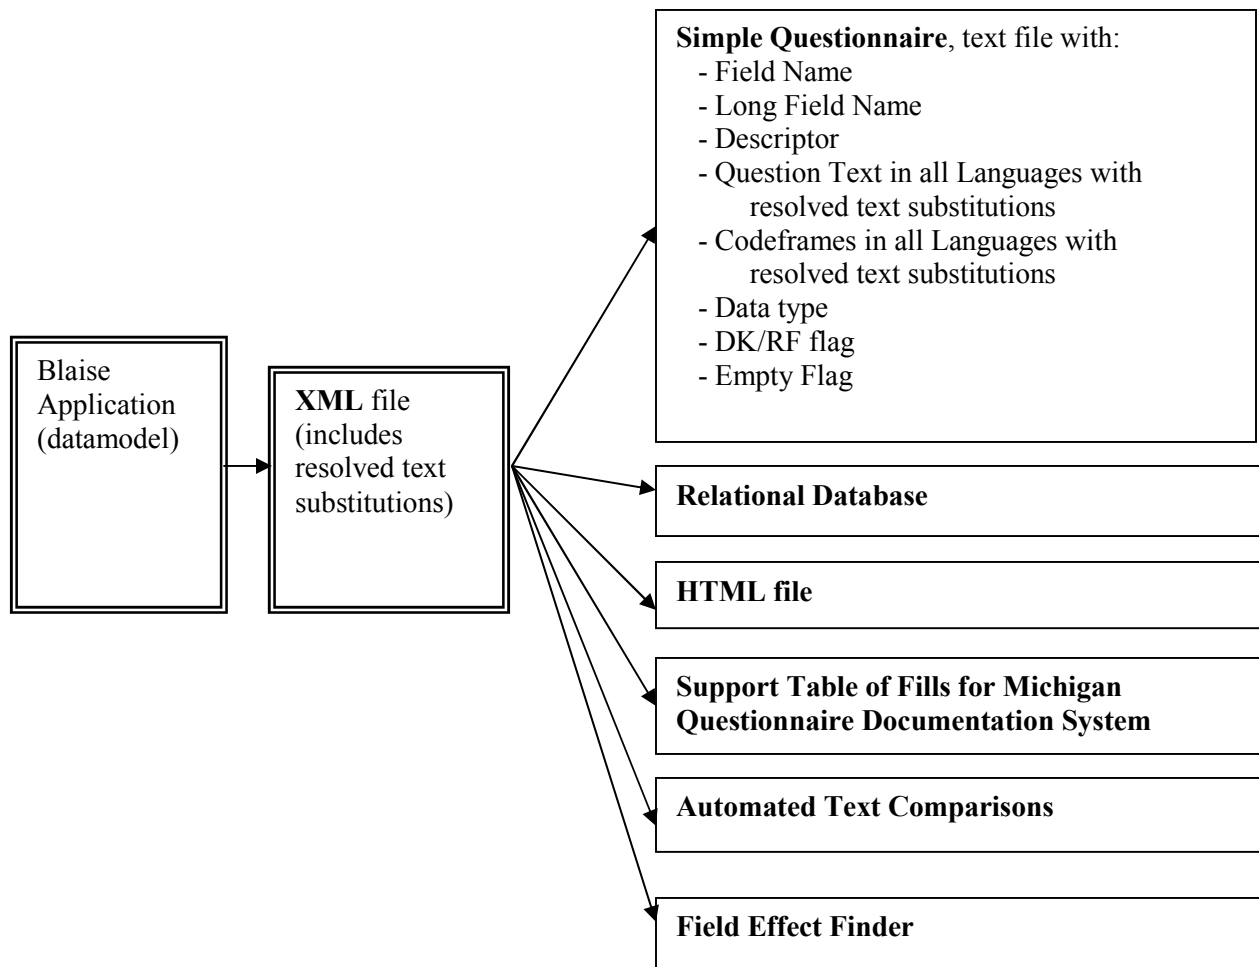 Blaise
Application
(datamodel)
XML file
(includes
resolved text
substitutions)
Simple Questionnaire, text file with:
- Field Name
- Long Field Name
- Descriptor
- Question Text in all Languages with
resolved text substitutions
- Codeframes in all Languages with
resolved text substitutions
- Data type
- DK/RF flag
- Empty Flag
Relational Database
HTML file
Support Table of Fills for Michigan
Questionnaire Documentation System
Automated Text Comparisons
Field Effect Finder